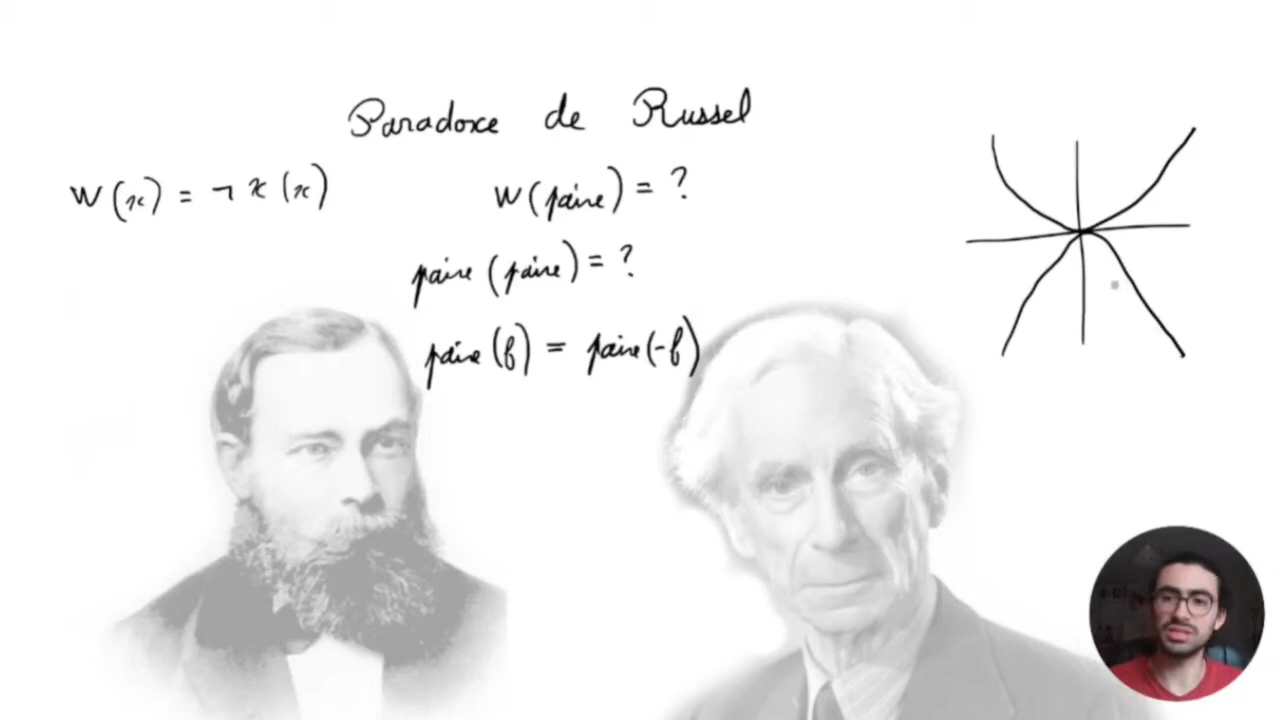 Paradoxe de Russel
W(x) = ¬ x(x)
W(paire) = ?
paire(paire) = ?
paire(f) = paire(-f)